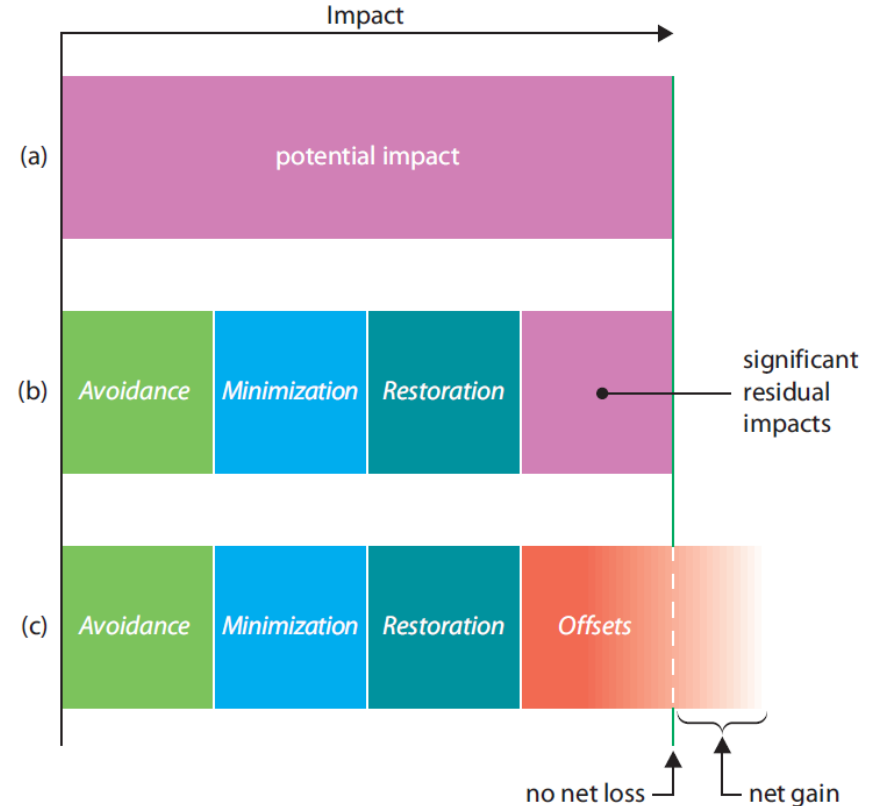 Impact
(a)
potential impact
(b)
Avoidance
Minimization
Restoration
significant
residual
impacts
(c)
Avoidance
Minimization
Restoration
Offsets
no net loss
net gain